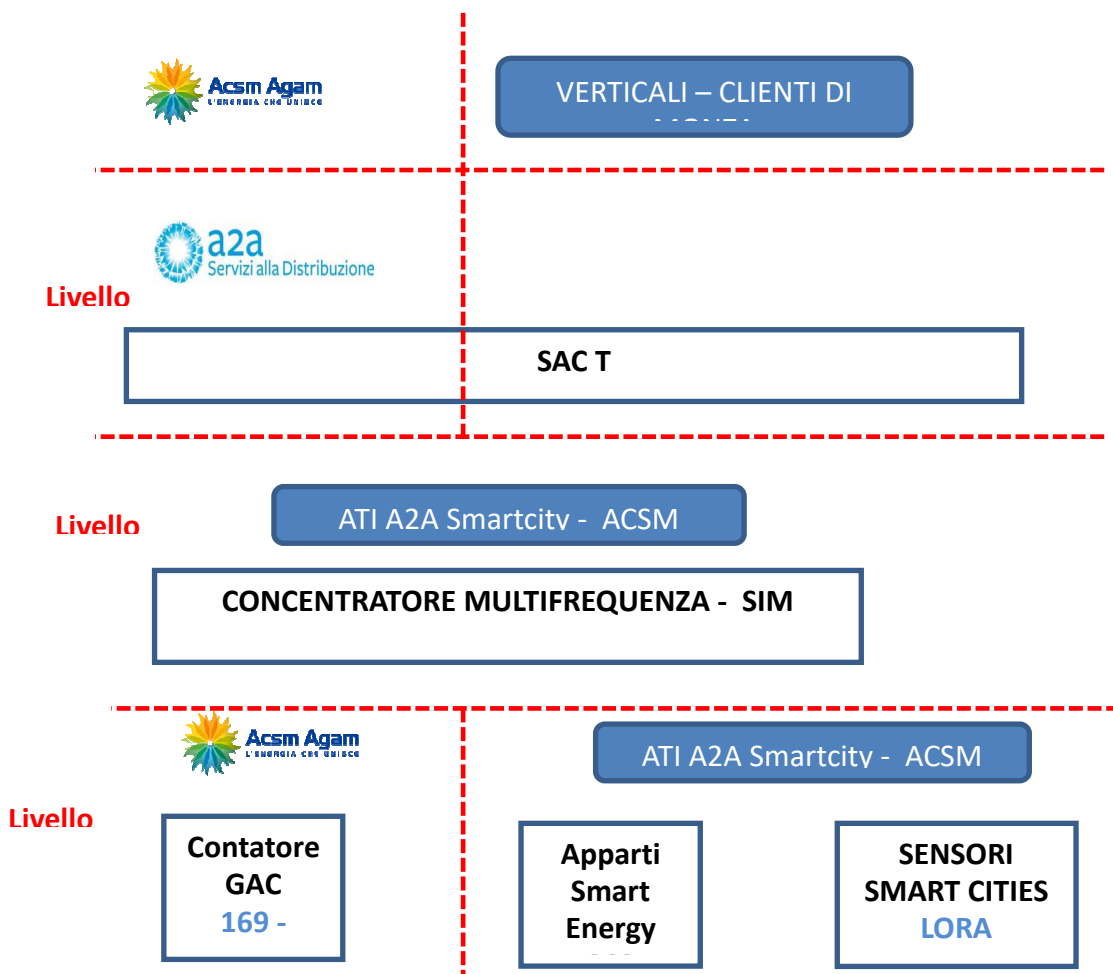 Acsm Agam
L'ENERGIA CHE UNISCE
VERTICALI – CLIENTI DI
a2a
Servizi alla Distribuzione
Livello
SAC T
Livello
ATI A2A Smartcity - ACSM
CONCENTRATORE MULTIFREQUENZA - SIM
Acsm Agam
L'ENERGIA CHE UNISCE
ATI A2A Smartcity - ACSM
Livello
Contatore
GAC
169 -
Apparti
Smart
Energy
SENSORI
SMART CITIES
LORA